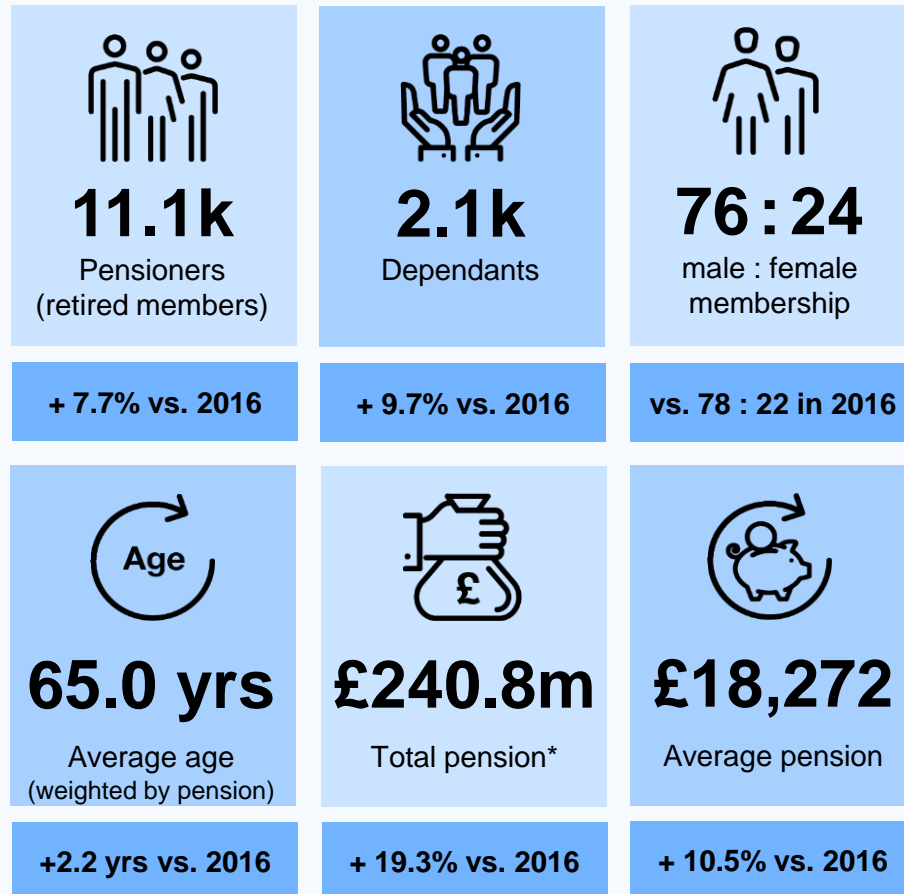 11.1k
Pensioners
(retired members)
+ 7.7% vs. 2016
2.1k
Dependants
+ 9.7% vs. 2016
76 : 24
male : female
membership
vs. 78 : 22 in 2016
Age
65.0 yrs
Average age
(weighted by pension)
+2.2 yrs vs. 2016
£
£240.8m
Total pension*
+ 19.3% vs. 2016
£18,272
Average pension
+ 10.5% vs. 2016